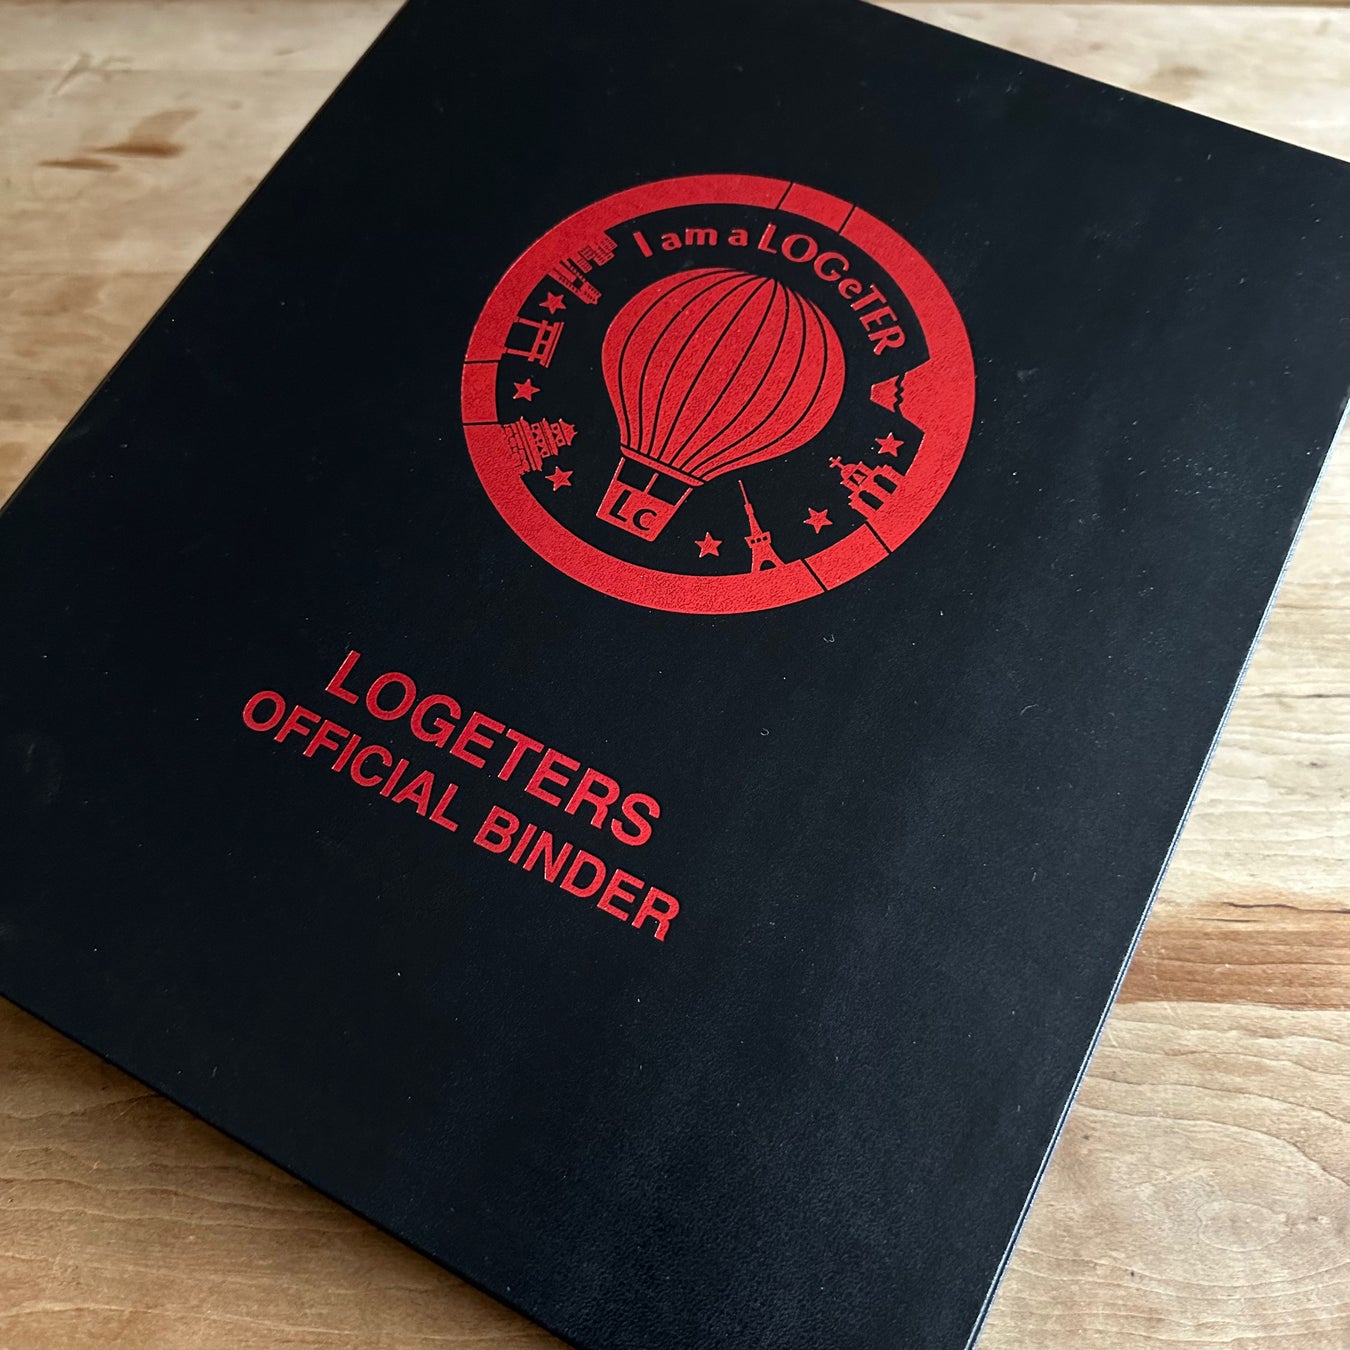 I am a LOGeTER
LC
LOGETERS
OFFICIAL BINDER